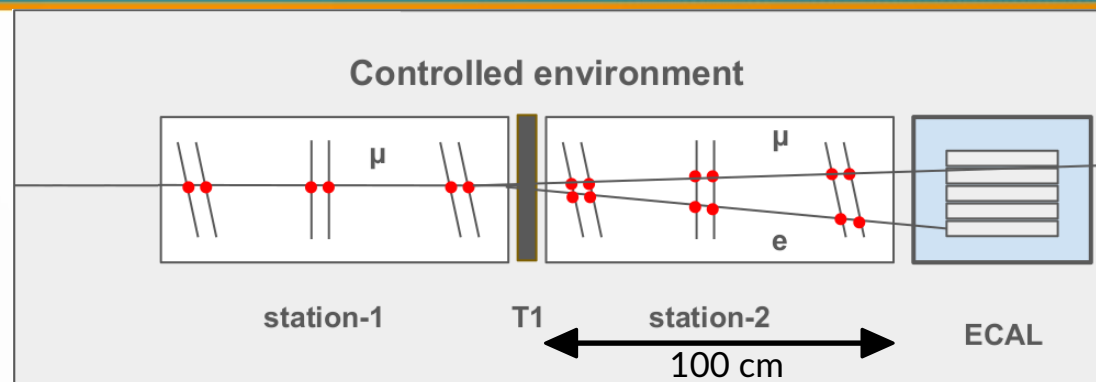 Controlled environment
μ
μ
e
station-1
T1
station-2
ECAL
100 cm